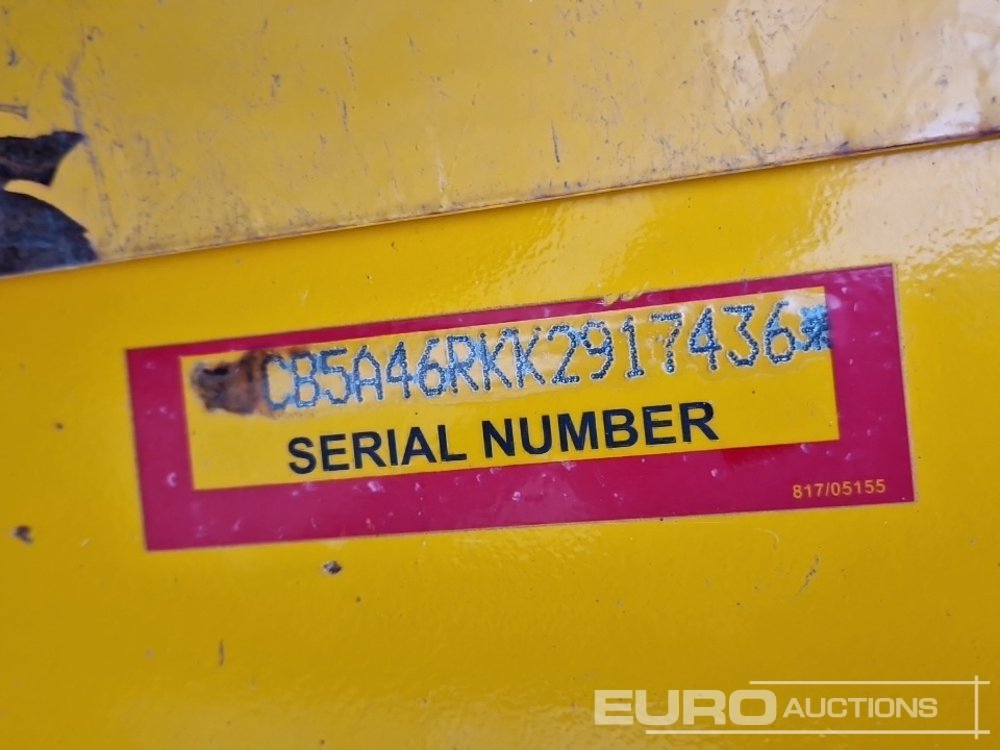 CB5A46RKK2917436*
SERIAL NUMBER
817/05155
EURO AUCTIONS